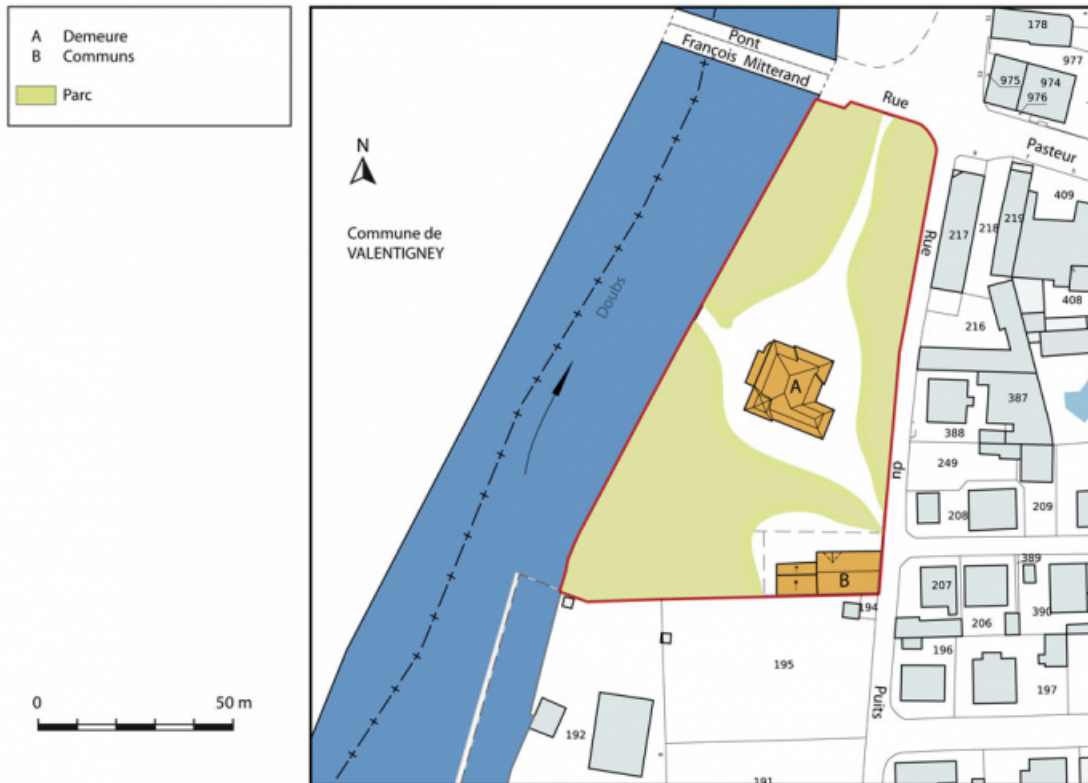 A Demeure
B Communs
Parc
N
Commune de
VALENTIGNEY
0 50 m
Pont
François Mitterand
Rue
Pasteur
Doubs
Rue
du
Puits
A
B
178
977
975
974
976
409
219
218
217
408
216
387
388
249
208
209
389
207
390
206
194
196
195
197
192
191